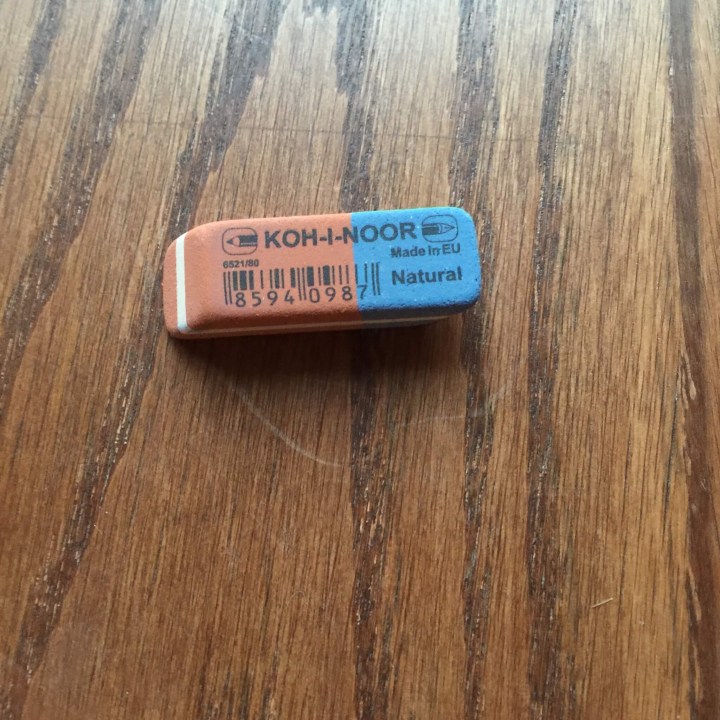 KOH-I-NOOR
Made in EU
6521/80
Natural
8594 0987